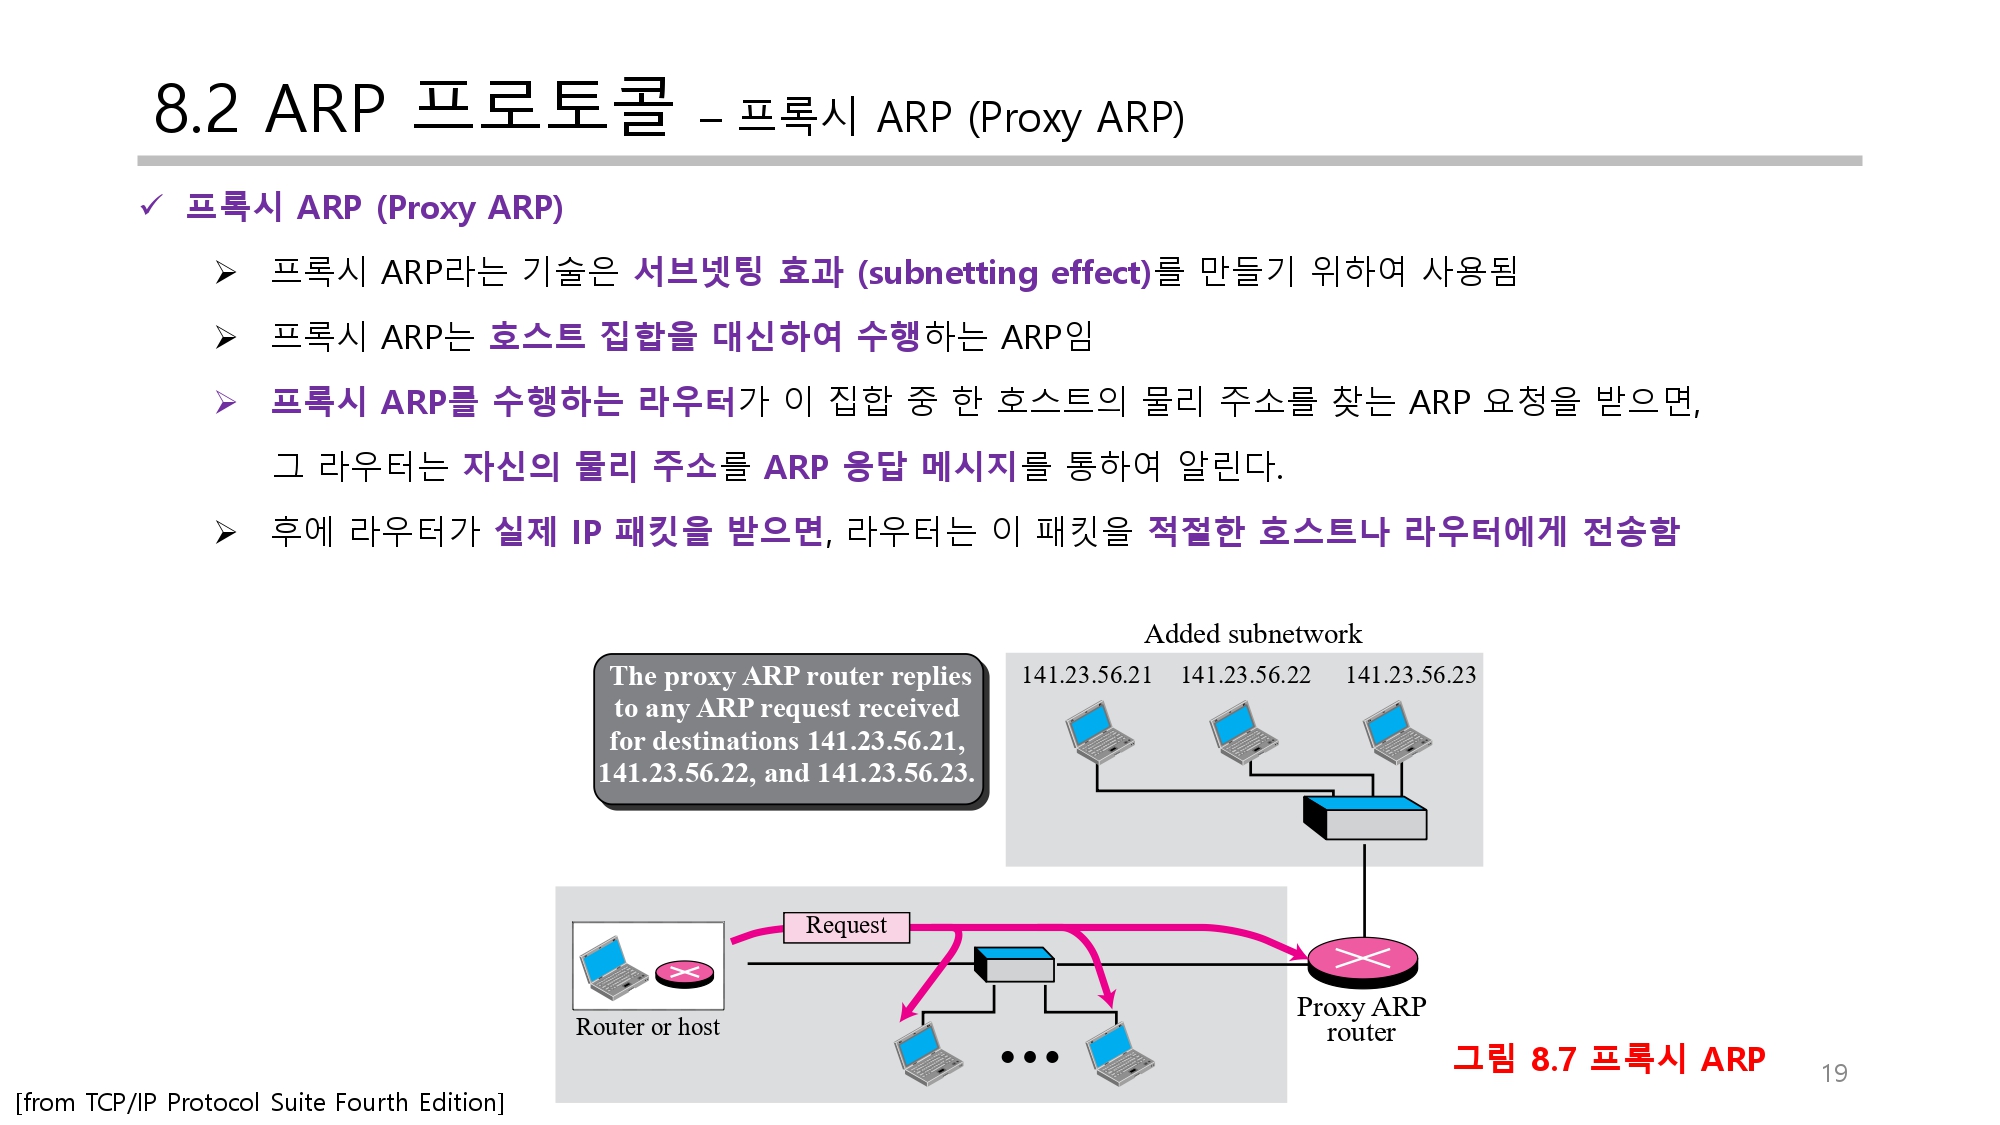 8.2 ARP 프로토콜 – 프록시 ARP (Proxy ARP)
✓ 프록시 ARP (Proxy ARP)
➢ 프록시 ARP라는 기술은 서브넷팅 효과 (subnetting effect)를 만들기 위하여 사용됨
➢ 프록시 ARP는 호스트 집합을 대신하여 수행하는 ARP임
➢ 프록시 ARP를 수행하는 라우터가 이 집합 중 한 호스트의 물리 주소를 찾는 ARP 요청을 받으면,
그 라우터는 자신의 물리 주소를 ARP 응답 메시지를 통하여 알린다.
➢ 후에 라우터가 실제 IP 패킷을 받으면, 라우터는 이 패킷을 적절한 호스트나 라우터에게 전송함
Added subnetwork
The proxy ARP router replies
to any ARP request received
for destinations 141.23.56.21,
141.23.56.22, and 141.23.56.23.
141.23.56.21 141.23.56.22 141.23.56.23
Request
Router or host
Proxy ARP
router
그림 8.7 프록시 ARP
19
[from TCP/IP Protocol Suite Fourth Edition]